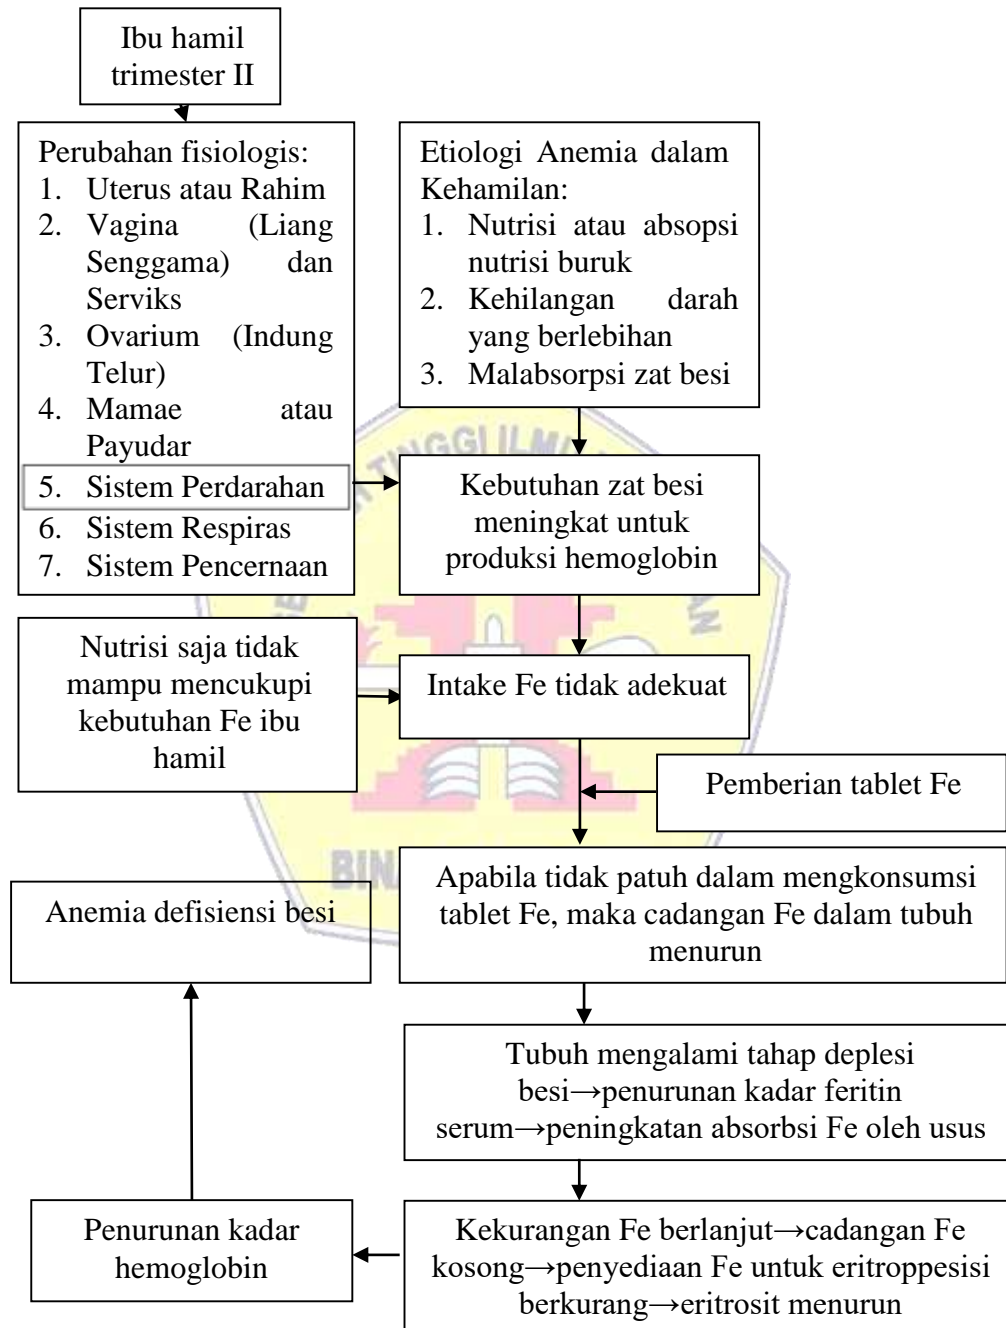 Ibu hamil
trimester II
Perubahan fisiologis:
1. Uterus atau Rahim
2. Vagina (Liang
Senggama) dan
Serviks
3. Ovarium (Indung
Telur)
4. Mamae atau
Payudar
5. Sistem Perdarahan
6. Sistem Respiras
7. Sistem Pencernaan
Etiologi Anemia dalam
Kehamilan:
1. Nutrisi atau absopsi
nutrisi buruk
2. Kehilangan darah
yang berlebihan
3. Malabsorpsi zat besi
Kebutuhan zat besi
meningkat untuk
produksi hemoglobin
Nutrisi saja tidak
mampu mencukupi
kebutuhan Fe ibu
hamil
Intake Fe tidak adekuat
Pemberian tablet Fe
Apabila tidak patuh dalam mengkonsumsi
tablet Fe, maka cadangan Fe dalam tubuh
menurun
Anemia defisiensi besi
Tubuh mengalami tahap deplesi
besi→penurunan kadar feritin
serum→peningkatan absorbsi Fe oleh usus
Kekurangan Fe berlanjut→cadangan Fe
kosong→penyediaan Fe untuk eritroppesisi
berkurang→eritrosit menurun
Penurunan kadar
hemoglobin
TINGGI